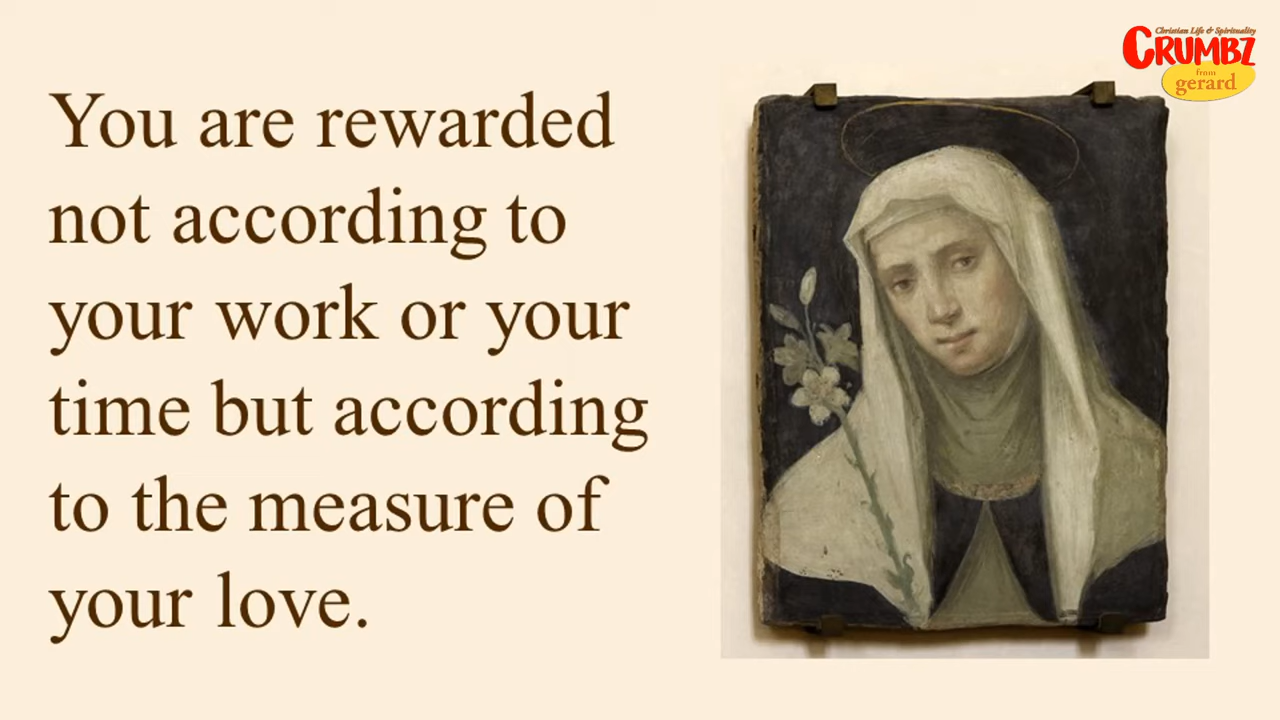 Christian Life & Spirituality
CRUMBZ
from
gerard
You are rewarded
not according to
your work or your
time but according
to the measure of
your love.